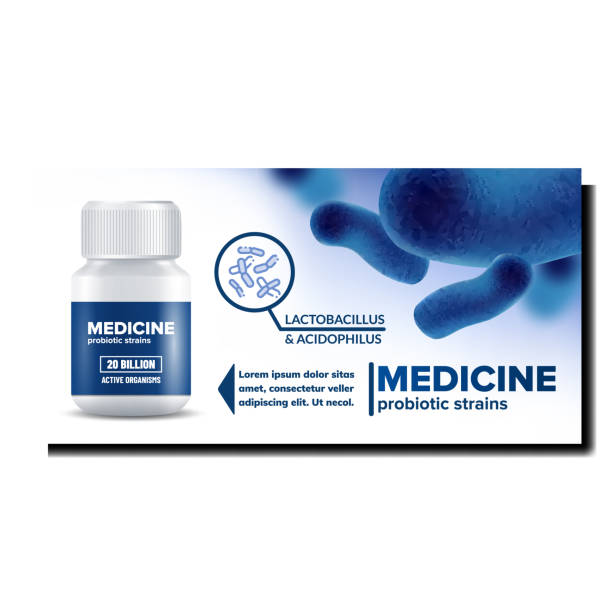 MEDICINE
probiotic strains
20 BILLION
ACTIVE ORGANISMS
LACTOBACILLUS
& ACIDOPHILUS
Lorem ipsum dolor sitas
amet, consectetur veller
adipiscing elit. Ut necol.
MEDICINE
probiotic strains